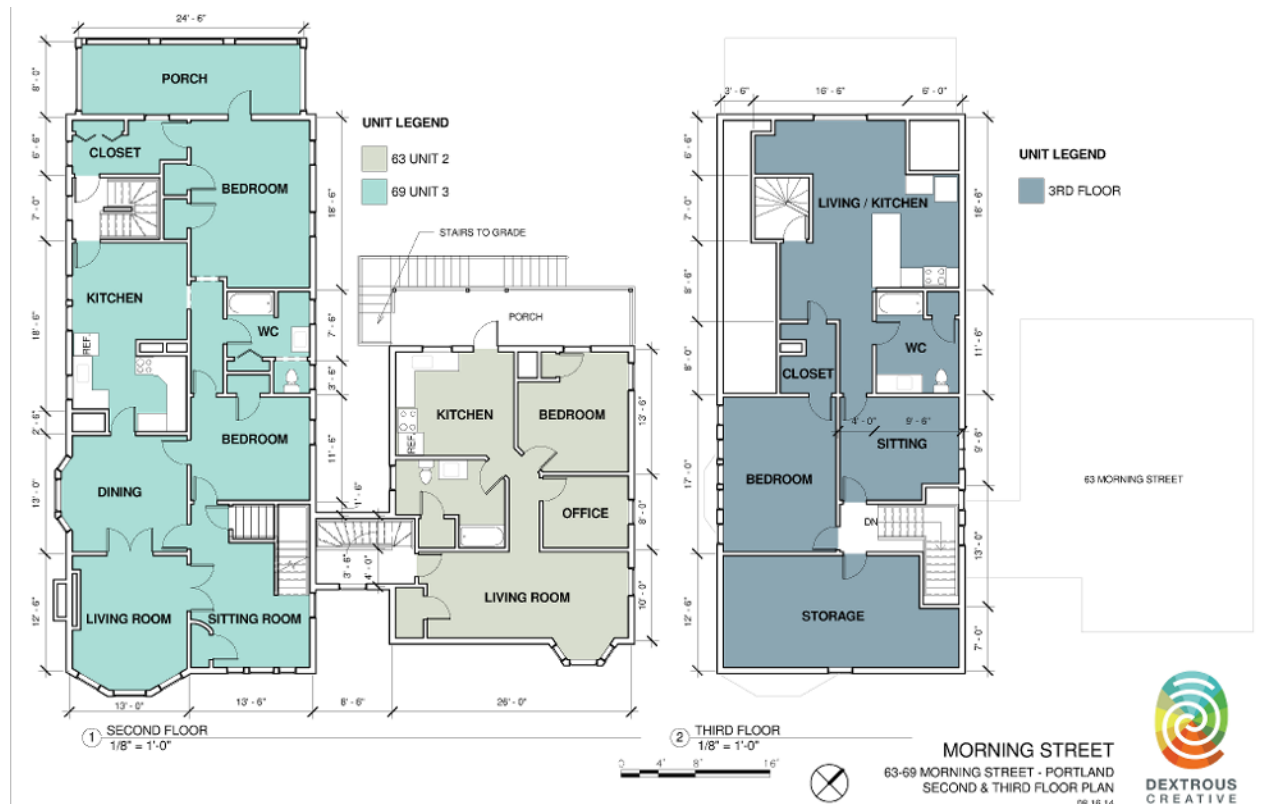 24' - 6"
8' - 0"
PORCH
UNIT LEGEND
63 UNIT 2
69 UNIT 3
CLOSET
BEDROOM
6' - 6"
7' - 0"
18' - 6"
STAIRS TO GRADE
KITCHEN
REF.
18' - 6"
WC
7' - 6"
3' - 6"
PORCH
2' - 6"
BEDROOM
11' - 6"
KITCHEN
REF.
BEDROOM
13' - 6"
DINING
13' - 0"
1' - 6"
OFFICE
8' - 0"
3' - 6"
4' - 0"
LIVING ROOM
12' - 6"
SITTING ROOM
LIVING ROOM
10' - 0"
13' - 0"
13' - 6"
8' - 6"
26' - 0"
1
SECOND FLOOR
1/8" = 1'-0"
3' - 6"
16' - 6"
6' - 0"
UNIT LEGEND
3RD FLOOR
6' - 6"
7' - 0"
LIVING / KITCHEN
18' - 6"
8' - 6"
8' - 0"
CLOSET
WC
11' - 6"
4' - 0"
9' - 6"
SITTING
9' - 6"
BEDROOM
17' - 0"
63 MORNING STREET
DN
13' - 0"
STORAGE
12' - 6"
7' - 0"
2
THIRD FLOOR
1/8" = 1'-0"
0 4' 8' 16'
MORNING STREET
63-69 MORNING STREET - PORTLAND
SECOND & THIRD FLOOR PLAN
DEXTROUS
CREATIVE